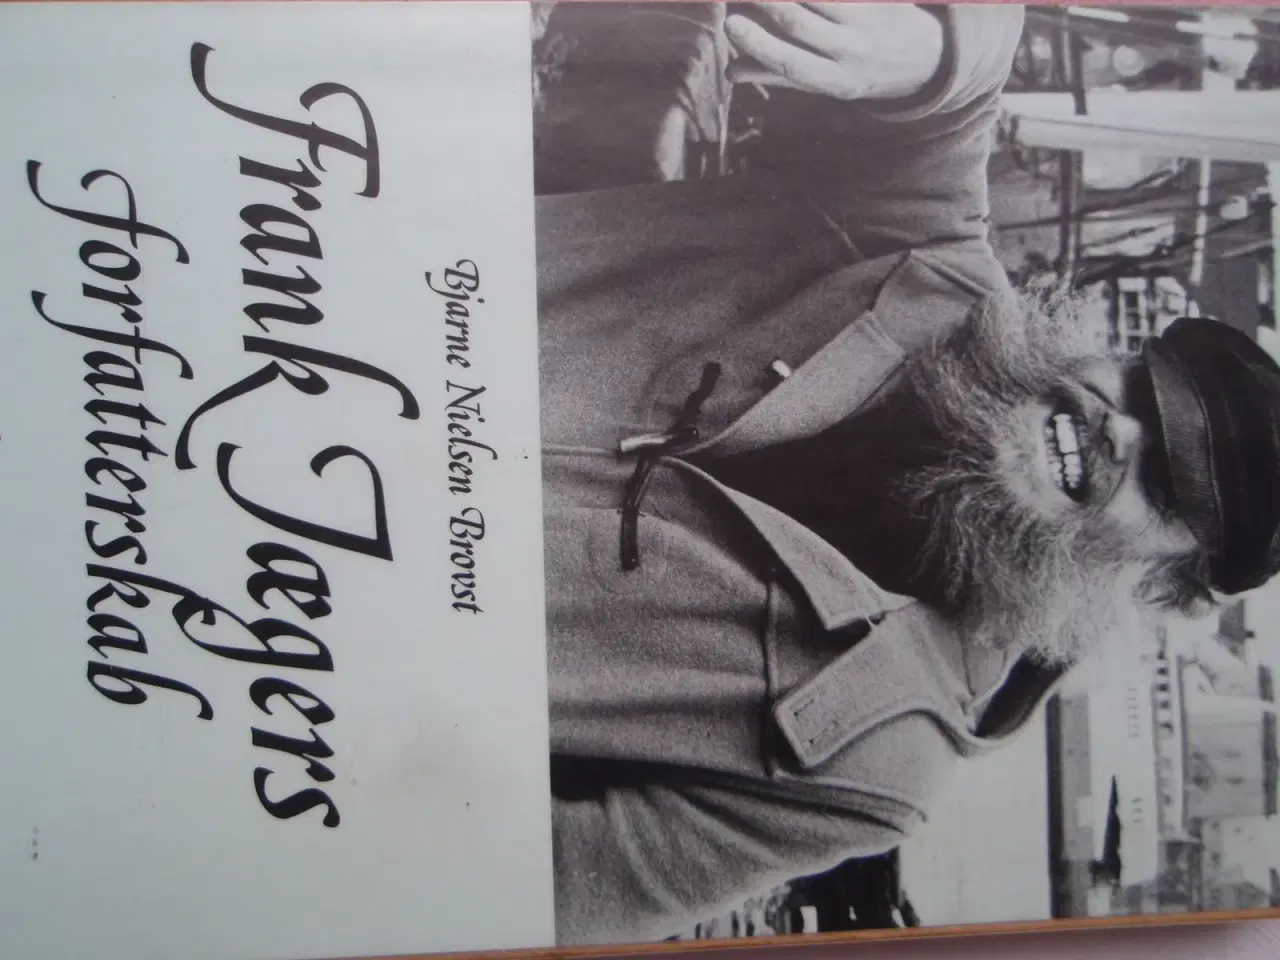 Bjarne Nielsen Brovst
Frank Jægers
forfatterskab